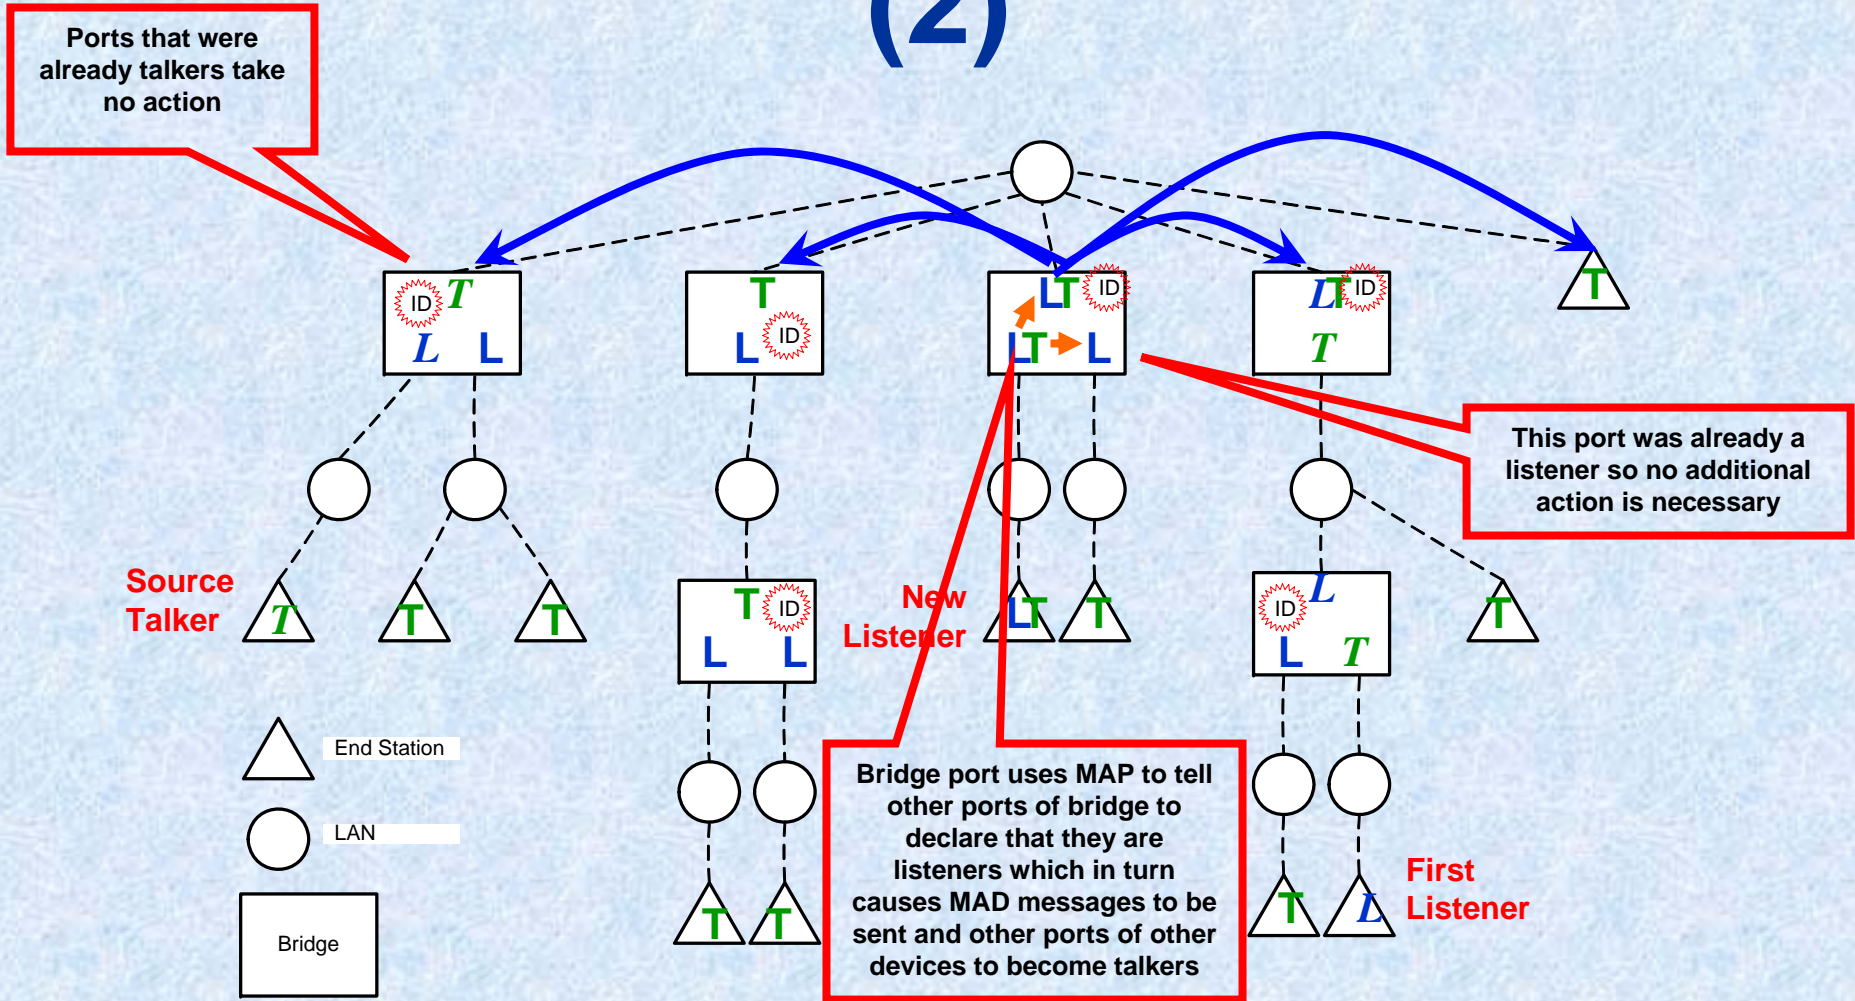 (2)
Ports that were
already talkers take
no action
ID
T
L
L
T
L
ID
LT
ID
LT
L
LT
ID
T
T
This port was already a
listener so no additional
action is necessary
Source
Talker
T
T
T
T
ID
L
L
New
Listener
LT
T
L
ID
L
T
T
End Station
LAN
Bridge
Bridge port uses MAP to tell
other ports of bridge to
declare that they are
listeners which in turn
causes MAD messages to be
sent and other ports of other
devices to become talkers
T
T
T
L
First
Listener